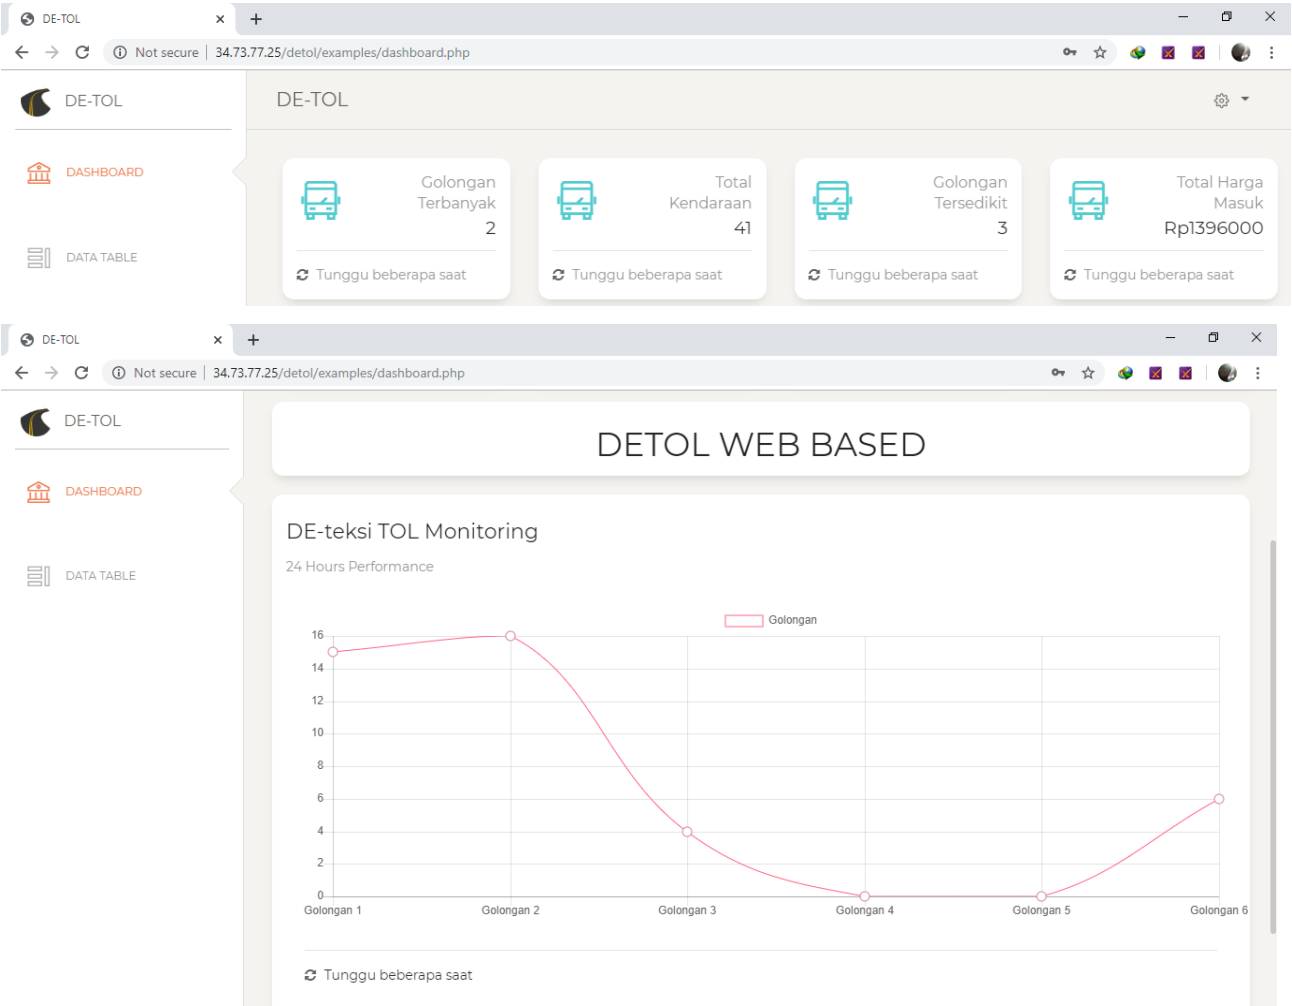 DE-TOL
Not secure | 34.73.77.25/detol/examples/dashboard.php
DE-TOL
DE-TOL
DASHBOARD
DATA TABLE
Golongan
Terbanyak
2
Tunggu beberapa saat
Total
Kendaraan
41
Tunggu beberapa saat
Golongan
Tersedikit
3
Tunggu beberapa saat
Total Harga
Masuk
Rp1396000
Tunggu beberapa saat
DE-TOL
Not secure | 34.73.77.25/detol/examples/dashboard.php
DE-TOL
DASHBOARD
DATA TABLE
DETOL WEB BASED
DE-teksi TOL Monitoring
24 Hours Performance
Golongan
16
14
12
10
8
6
4
2
0
Golongan 1
Golongan 2
Golongan 3
Golongan 4
Golongan 5
Golongan 6
Tunggu beberapa saat